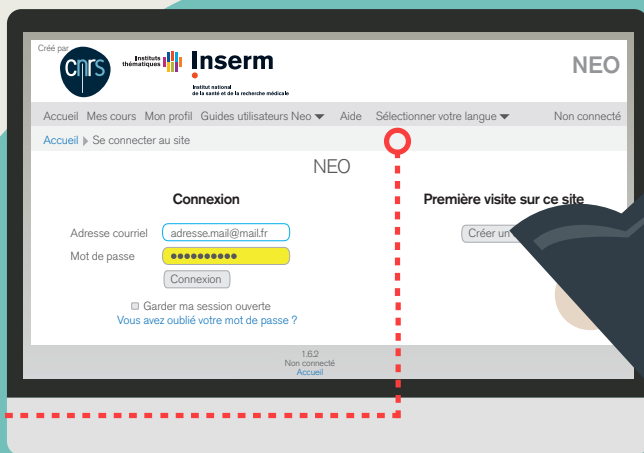 Créé par
cnrs
Instituts
thématiques
Inserm
Institut national
de la santé et de la recherche médicale
NEO
Accueil Mes cours Mon profil Guides utilisateurs Neo Aide Sélectionner votre langue Non connecté
Accueil Se connecter au site
NEO
Connexion
Première visite sur ce site
Adresse courriel adresse.mail@mail.fr
Créer un
Mot de passe ●●●●●●●●●●
Connexion
Garder ma session ouverte
Vous avez oublié votre mot de passe ?
1.6.2
Non connecté
Accueil